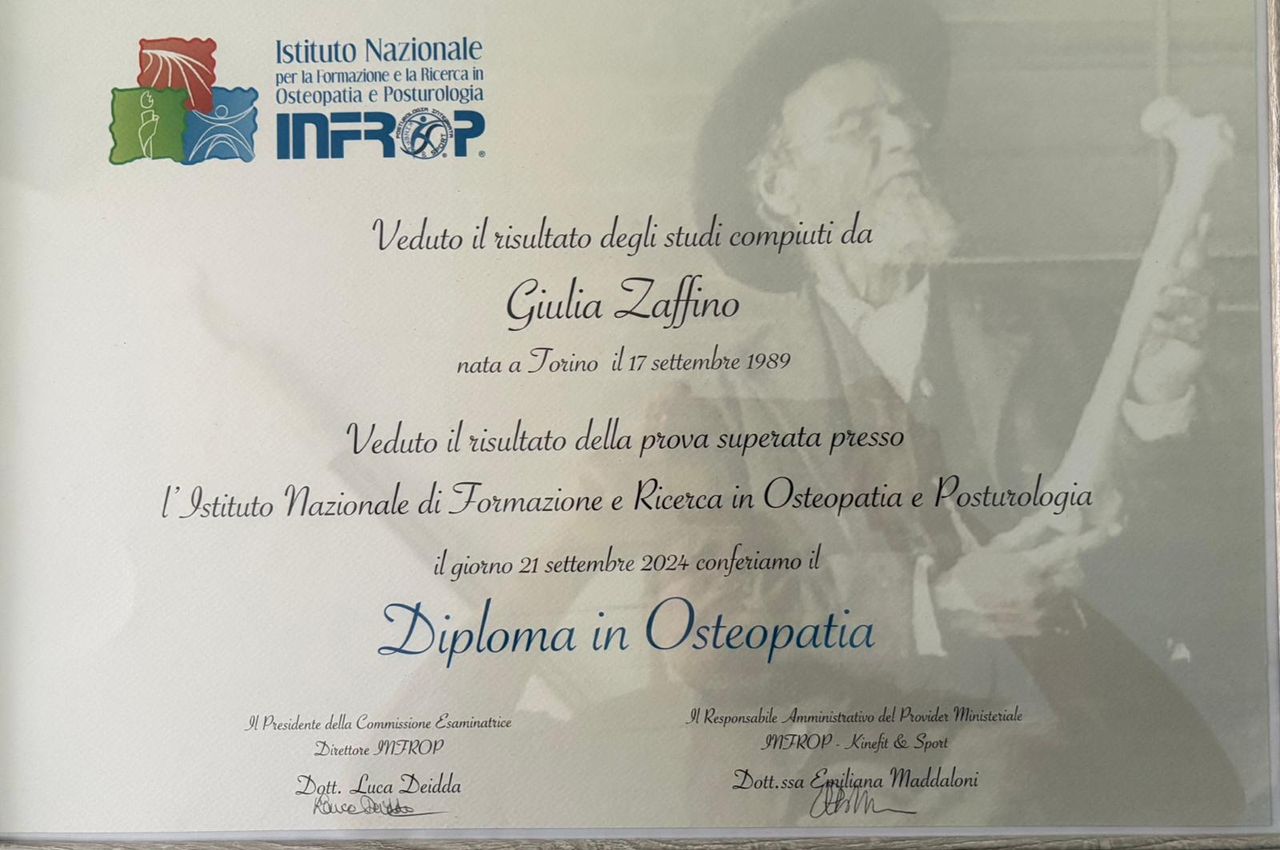 Istituto Nazionale
per la Formazione e la Ricerca in
Osteopatia e Posturologia
INFROP®
Veduto il risultato degli studi compiuti da
Giulia Zaffino
nata a Torino il 17 settembre 1989
Veduto il risultato della prova superata presso
l'Istituto Nazionale di Formazione e Ricerca in Osteopatia e Posturologia
il giorno 21 settembre 2024 conferiamo il
Diploma in Osteopatia
Il Presidente della Commissione Esaminatrice
Direttore INFROP
Dott. Luca Deidda
Luca Deidda
Il Responsabile Amministrativo del Provider Ministeriale
INFROP - Kinefit & Sport
Dott.ssa Emiliana Maddaloni